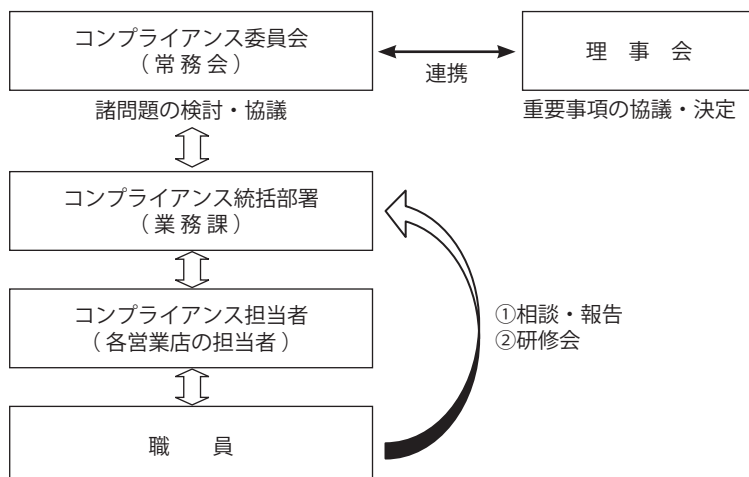 コンプライアンス委員会
（常務会）
理　事　会
連携
諸問題の検討・協議
重要事項の協議・決定
コンプライアンス統括部署
（業務課）
コンプライアンス担当者
（各営業店の担当者）
①相談・報告
②研修会
職　　員